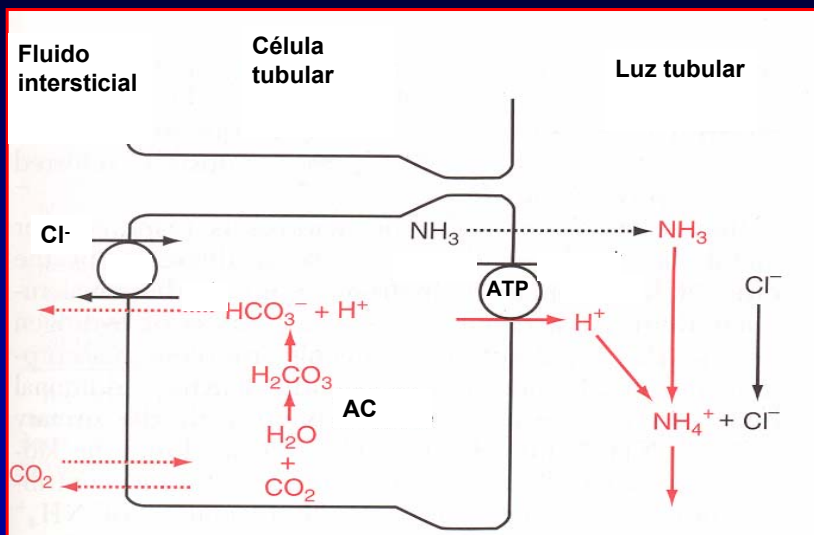 Fluido
intersticial
Célula
tubular
Luz tubular
Cl-
NH₃
NH₃
ATP
Cl⁻
HCO₃⁻ + H⁺
H⁺
H₂CO₃
AC
H₂O
NH₄⁺ + Cl⁻
+
CO₂
CO₂